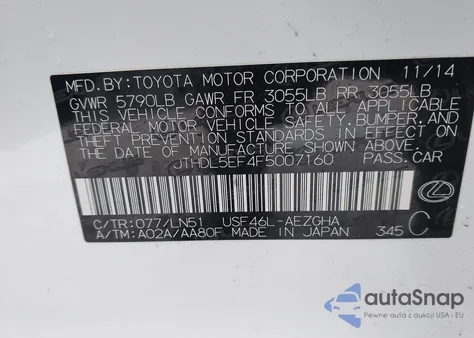 MFD.BY:TOYOTA MOTOR CORPORATION 11/14
GVWR 5790LB GAWR FR 3055LB RR 3055LB
THIS VEHICLE CONFORMS TO ALL APPLICABLE
FEDERAL MOTOR VEHICLE SAFETY,BUMPER,AND
THEFT PREVENTION STANDARDS IN EFFECT ON
THE DATE OF MANUFACTURE SHOWN ABOVE.
JTHDL5EF4F5007160 PASS.CAR
C/TR:077/LN51 USF46L-AEZGHA C
A/TM:A02A/AA80F MADE IN JAPAN 345
autoSnap
Pewne auta z aukcji w USA i EU